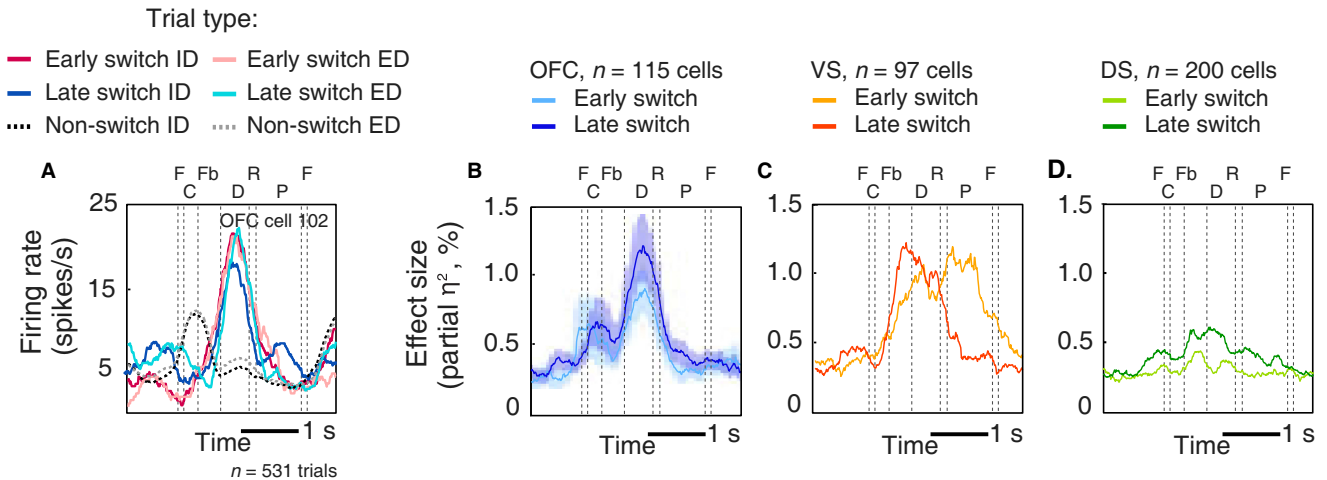 Trial type:
Early switch ID
Early switch ED
Late switch ID
Late switch ED
Non-switch ID
Non-switch ED
OFC, n = 115 cells
Early switch
Late switch
VS, n = 97 cells
Early switch
Late switch
DS, n = 200 cells
Early switch
Late switch
A
F Fb R F
C D P
25
15
5
Firing rate
(spikes/s)
OFC cell 102
Time
1 s
n = 531 trials
B
F Fb R F
C D P
1.5
1.0
0.5
0
Effect size
(partial η², %)
Time
1 s
C
F Fb R F
C D P
1.5
1.0
0.5
0
Time
1 s
D.
F Fb R F
C D P
1.5
1.0
0.5
0
Time
1 s